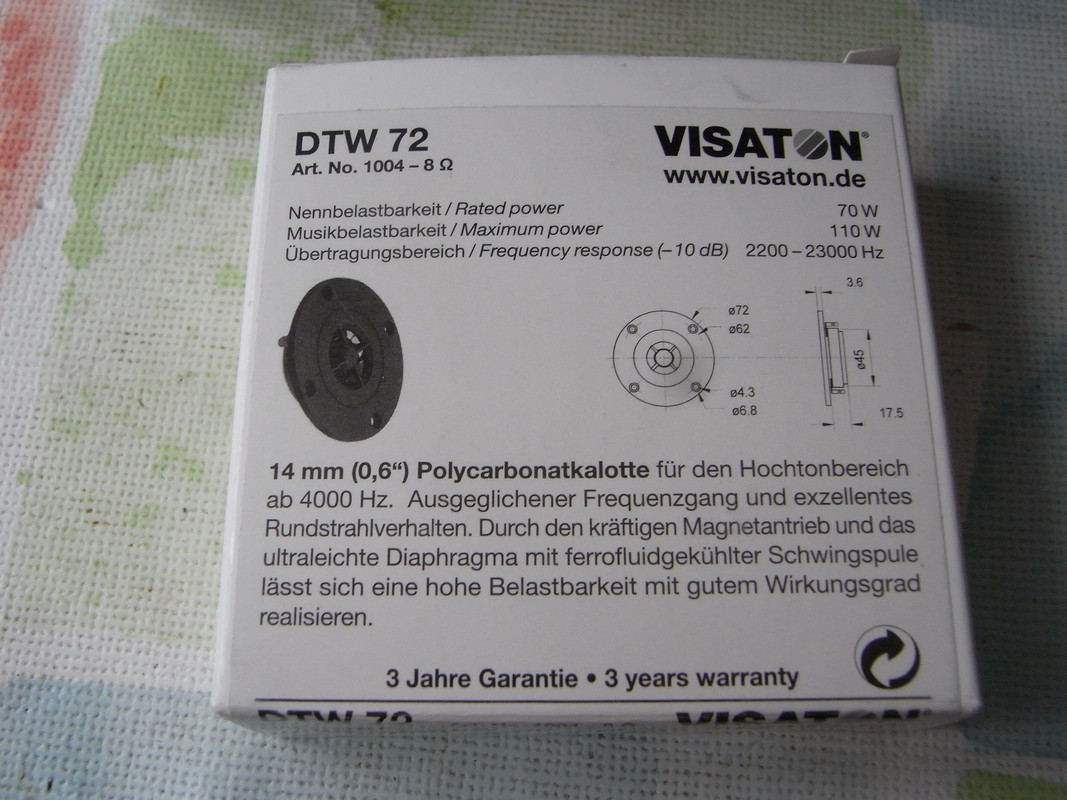 DTW 72
Art. No. 1004 – 8 Ω
VISATON®
www.visaton.de
Nennbelastbarkeit / Rated power 70 W
Musikbelastbarkeit / Maximum power 110 W
Übertragungsbereich / Frequency response (–10 dB) 2200 – 23000 Hz
3.6
ø72
ø62
ø45
ø4.3
ø6.8
17.5
14 mm (0,6“) Polycarbonatkalotte für den Hochtonbereich
ab 4000 Hz. Ausgeglichener Frequenzgang und exzellentes
Rundstrahlverhalten. Durch den kräftigen Magnetantrieb und das
ultraleichte Diaphragma mit ferrofluidgekühlter Schwingspule
lässt sich eine hohe Belastbarkeit mit gutem Wirkungsgrad
realisieren.
3 Jahre Garantie • 3 years warranty
DTW 72
VISATON